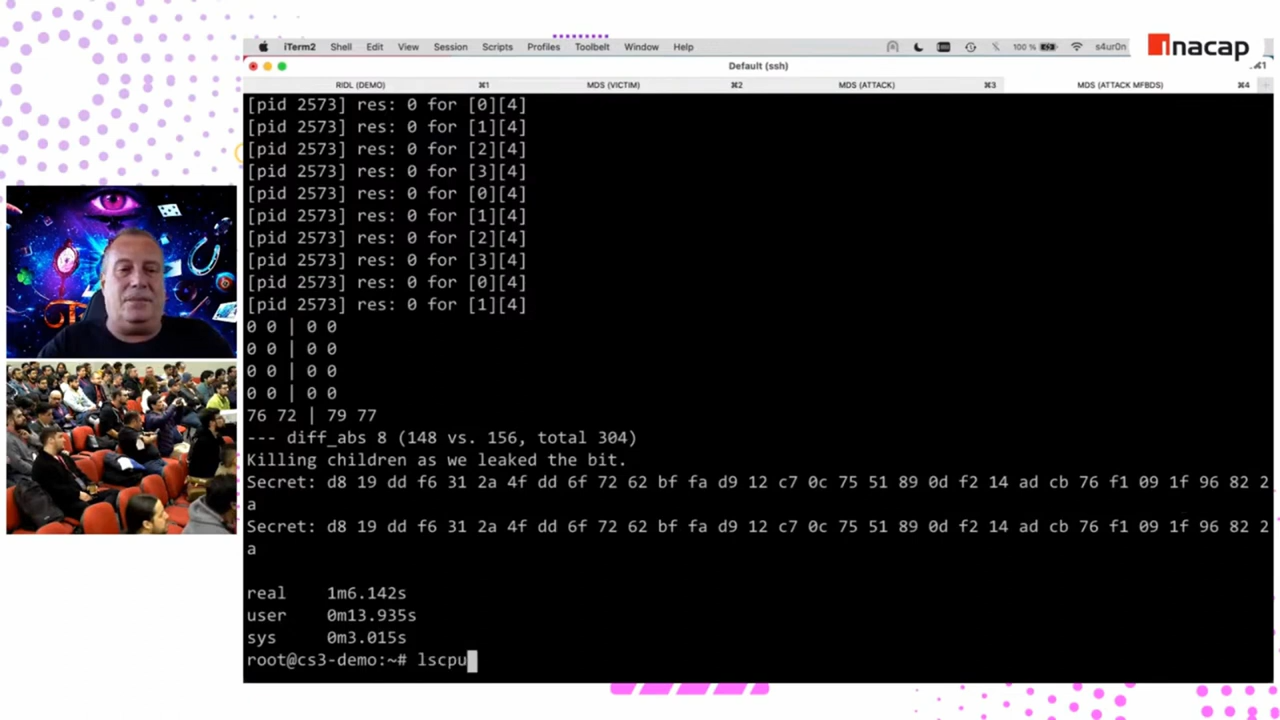 iTerm2 Shell Edit View Session Scripts Profiles Toolbelt Window Help 100 % s4ur0n
inacap
Default (ssh) ⌘1
RIDL (DEMO) ⌘1 MDS (VICTIM) ⌘2 MDS (ATTACK) ⌘3 MDS (ATTACK MFBDS) ⌘4
[pid 2573] res: 0 for [0][4]
[pid 2573] res: 0 for [1][4]
[pid 2573] res: 0 for [2][4]
[pid 2573] res: 0 for [3][4]
[pid 2573] res: 0 for [0][4]
[pid 2573] res: 0 for [1][4]
[pid 2573] res: 0 for [2][4]
[pid 2573] res: 0 for [3][4]
[pid 2573] res: 0 for [0][4]
[pid 2573] res: 0 for [1][4]
0 0 | 0 0
0 0 | 0 0
0 0 | 0 0
0 0 | 0 0
76 72 | 79 77
--- diff_abs 8 (148 vs. 156, total 304)
Killing children as we leaked the bit.
Secret: d8 19 dd f6 31 2a 4f dd 6f 72 62 bf fa d9 12 c7 0c 75 51 89 0d f2 14 ad cb 76 f1 09 1f 96 82 2
a
Secret: d8 19 dd f6 31 2a 4f dd 6f 72 62 bf fa d9 12 c7 0c 75 51 89 0d f2 14 ad cb 76 f1 09 1f 96 82 2
a
real 1m6.142s
user 0m13.935s
sys 0m3.015s
root@cs3-demo:~# lscpu